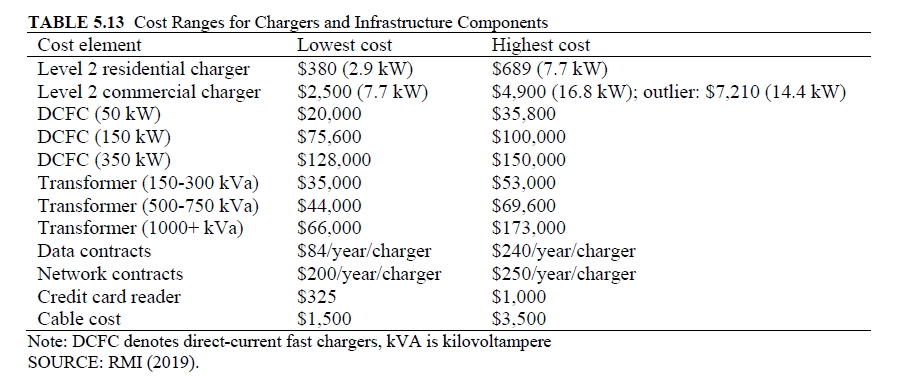 TABLE 5.13 Cost Ranges for Chargers and Infrastructure Components
Cost element Lowest cost Highest cost
Level 2 residential charger $380 (2.9 kW) $689 (7.7 kW)
Level 2 commercial charger $2,500 (7.7 kW) $4,900 (16.8 kW); outlier: $7,210 (14.4 kW)
DCFC (50 kW) $20,000 $35,800
DCFC (150 kW) $75,600 $100,000
DCFC (350 kW) $128,000 $150,000
Transformer (150-300 kVa) $35,000 $53,000
Transformer (500-750 kVa) $44,000 $69,600
Transformer (1000+ kVa) $66,000 $173,000
Data contracts $84/year/charger $240/year/charger
Network contracts $200/year/charger $250/year/charger
Credit card reader $325 $1,000
Cable cost $1,500 $3,500
Note: DCFC denotes direct-current fast chargers, kVA is kilovoltampere
SOURCE: RMI (2019).